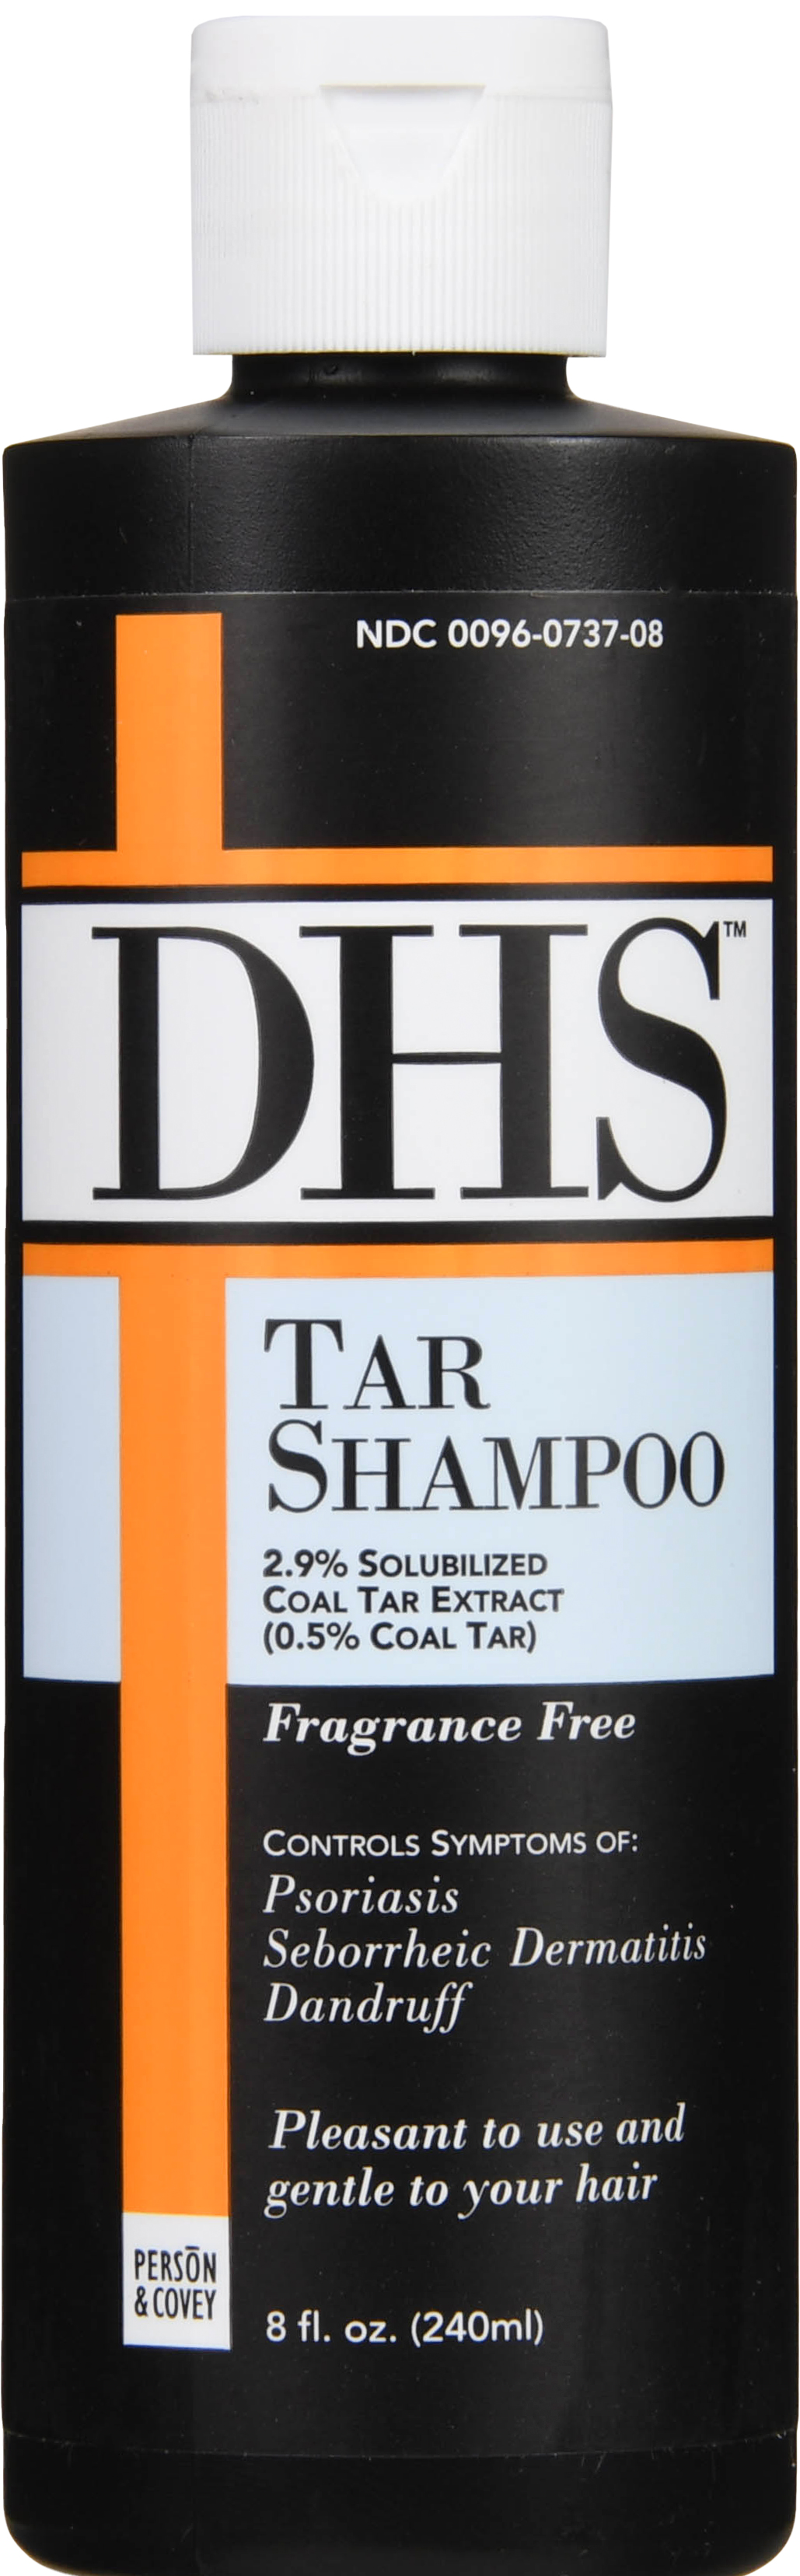 NDC 0096-0737-08
DHS™
TAR
SHAMPOO
2.9% SOLUBILIZED
COAL TAR EXTRACT
(0.5% COAL TAR)
Fragrance Free
CONTROLS SYMPTOMS OF:
Psoriasis
Seborrheic Dermatitis
Dandruff
Pleasant to use and
gentle to your hair
PERSŌN
& COVEY
8 fl. oz. (240ml)